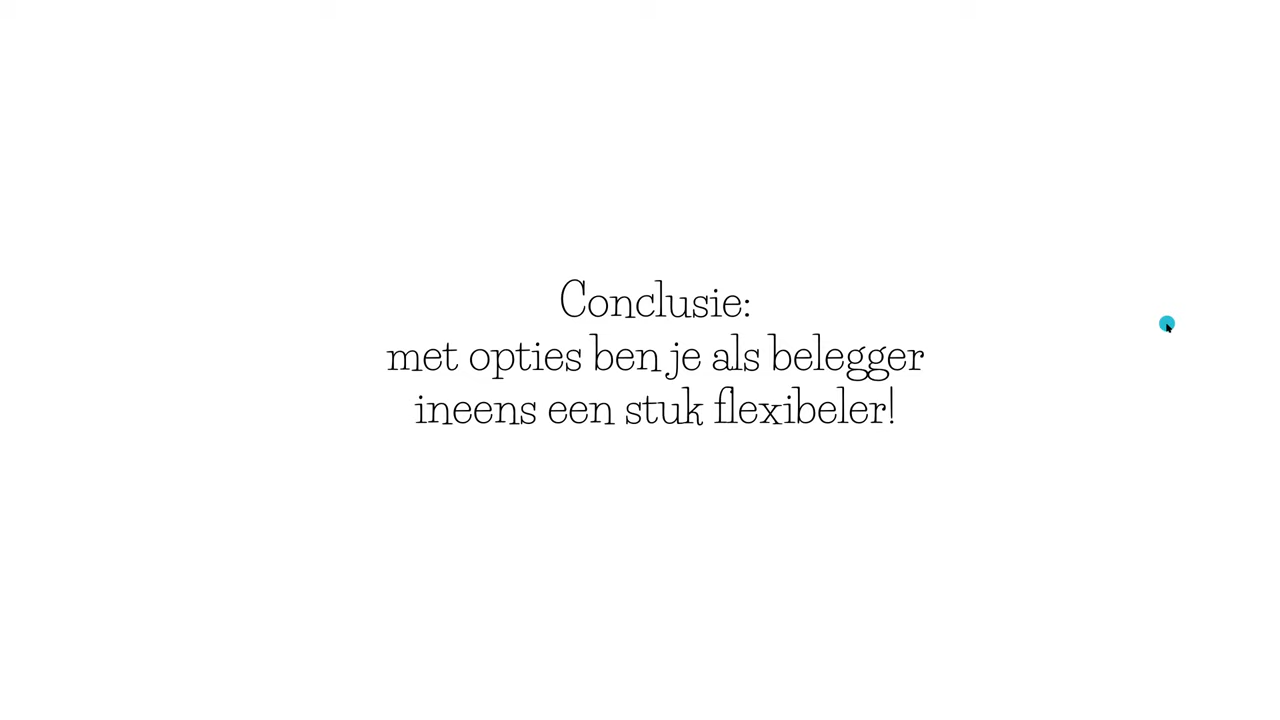 Conclusie:
met opties ben je als belegger
ineens een stuk flexibeler!